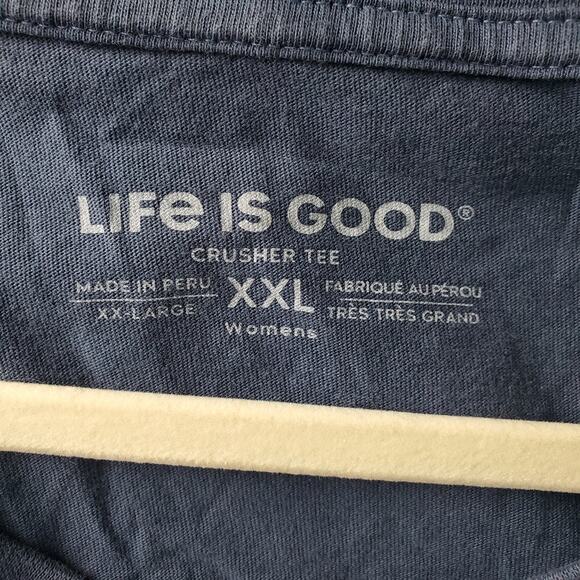 LIFe IS GOOD®
CRUSHER TEE
MADE IN PERU XXL FABRIQUÉ AU PÉROU
XX-LARGE TRÈS TRÈS GRAND
Womens